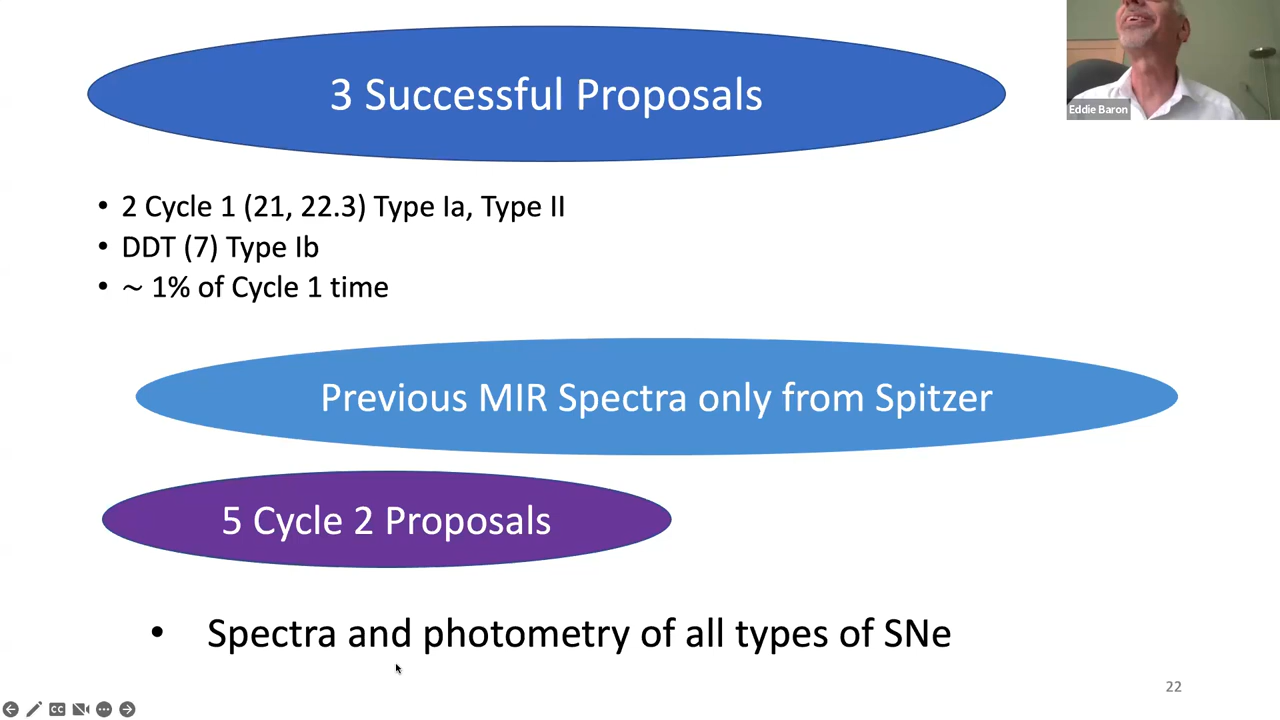 3 Successful Proposals
Eddie Baron
• 2 Cycle 1 (21, 22.3) Type Ia, Type II
• DDT (7) Type Ib
• ~ 1% of Cycle 1 time
Previous MIR Spectra only from Spitzer
5 Cycle 2 Proposals
• Spectra and photometry of all types of SNe
22
CC